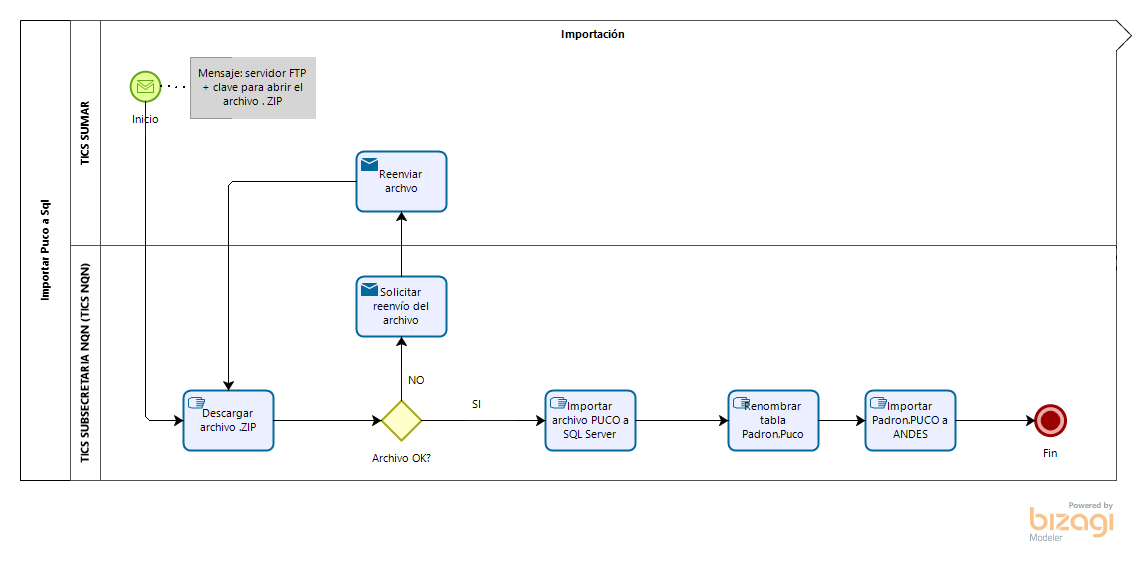 Importación
Importar Puco a Sql
TICS SUMAR
Mensaje: servidor FTP
+ clave para abrir el
archivo . ZIP
Inicio
Reenviar
archvo
TICS SUBSECRETARIA NQN (TICS NQN)
Solicitar
reenvío del
archivo
NO
SI
Descargar
archivo .ZIP
Archivo OK?
Importar
archivo PUCO a
SQL Server
Renombrar
tabla
Padron.Puco
Importar
Padron.PUCO a
ANDES
Fin
Powered by
bizagi
Modeler